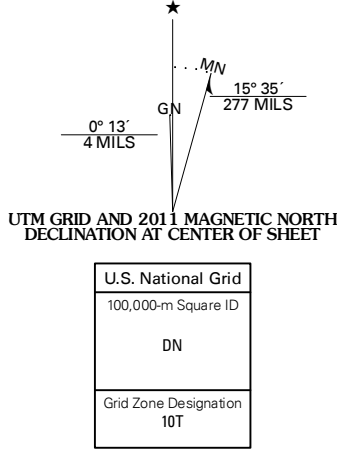 ★
MN
15° 35´
277 MILS
GN
0° 13´
4 MILS
UTM GRID AND 2011 MAGNETIC NORTH
DECLINATION AT CENTER OF SHEET
U.S. National Grid
100,000-m Square ID
DN
Grid Zone Designation
10T